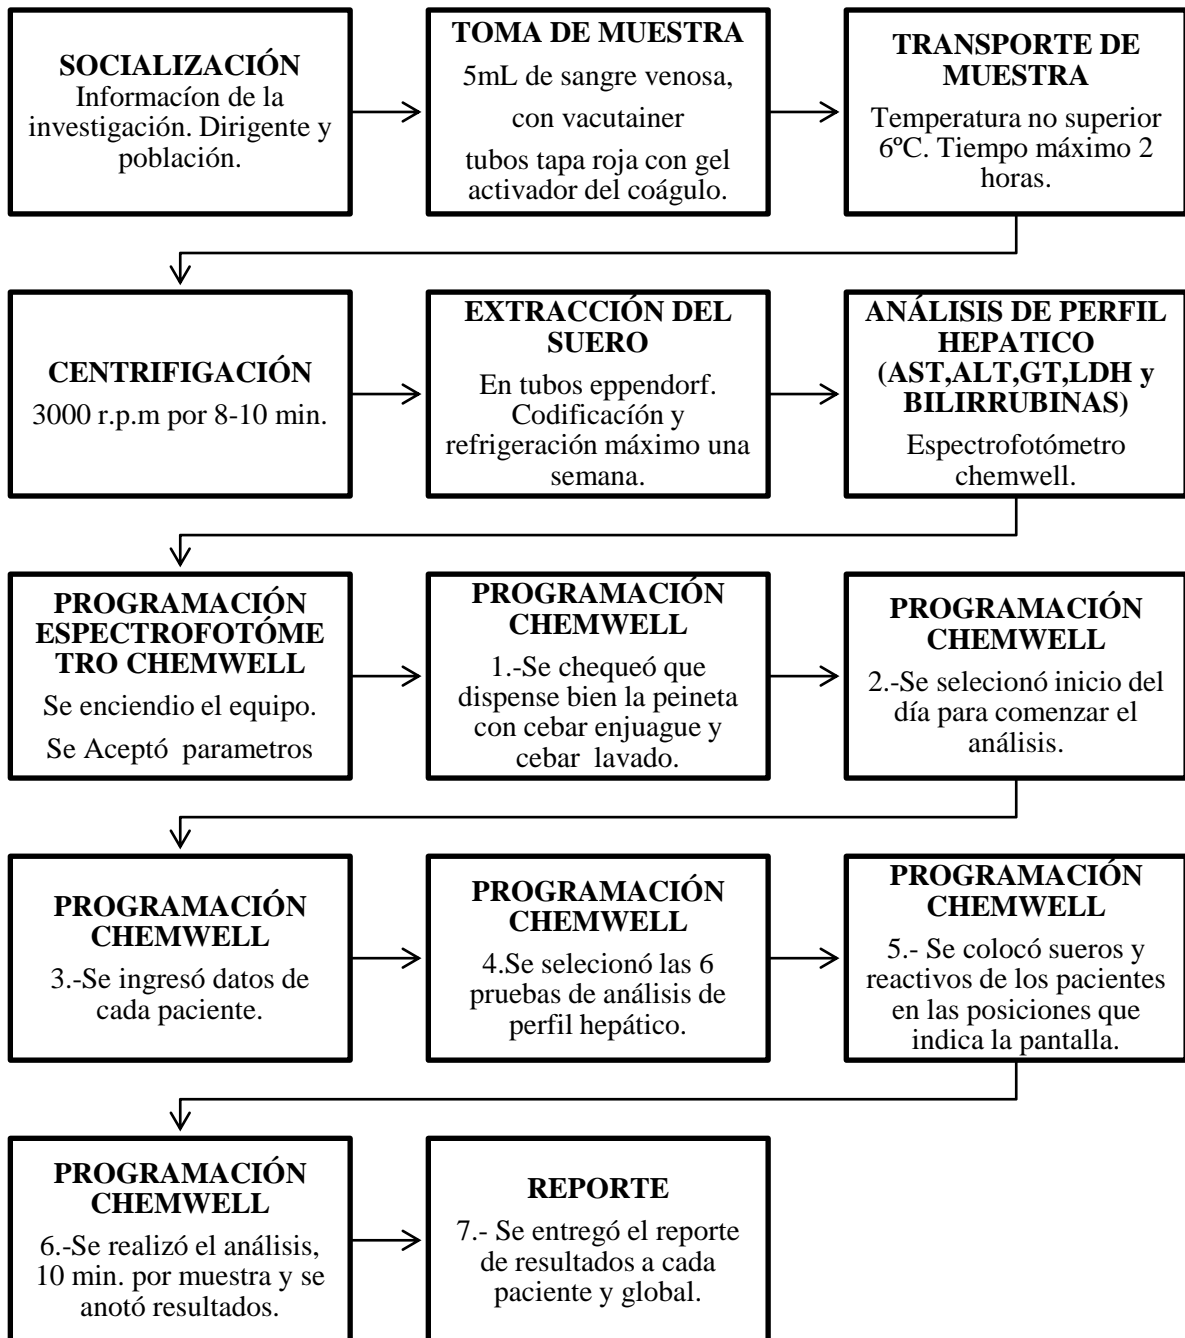 SOCIALIZACIÓN
Informacíon de la
investigación. Dirigente y
población.
TOMA DE MUESTRA
5mL de sangre venosa,
con vacutainer
tubos tapa roja con gel
activador del coágulo.
TRANSPORTE DE
MUESTRA
Temperatura no superior
6ºC. Tiempo máximo 2
horas.
CENTRIFIGACIÓN
3000 r.p.m por 8-10 min.
EXTRACCIÓN DEL
SUERO
En tubos eppendorf.
Codificacíón y
refrigeración máximo una
semana.
ANÁLISIS DE PERFIL
HEPATICO
(AST,ALT,GT,LDH y
BILIRRUBINAS)
Espectrofotómetro
chemwell.
PROGRAMACIÓN
ESPECTROFOTÓME
TRO CHEMWELL
Se enciendio el equipo.
Se Aceptó parametros
PROGRAMACIÓN
CHEMWELL
1.-Se chequeó que
dispense bien la peineta
con cebar enjuague y
cebar lavado.
PROGRAMACIÓN
CHEMWELL
2.-Se selecionó inicio del
día para comenzar el
análisis.
PROGRAMACIÓN
CHEMWELL
3.-Se ingresó datos de
cada paciente.
PROGRAMACIÓN
CHEMWELL
4.Se selecionó las 6
pruebas de análisis de
perfil hepático.
PROGRAMACIÓN
CHEMWELL
5.- Se colocó sueros y
reactivos de los pacientes
en las posiciones que
indica la pantalla.
PROGRAMACIÓN
CHEMWELL
6.-Se realizó el análisis,
10 min. por muestra y se
anotó resultados.
REPORTE
7.- Se entregó el reporte
de resultados a cada
paciente y global.